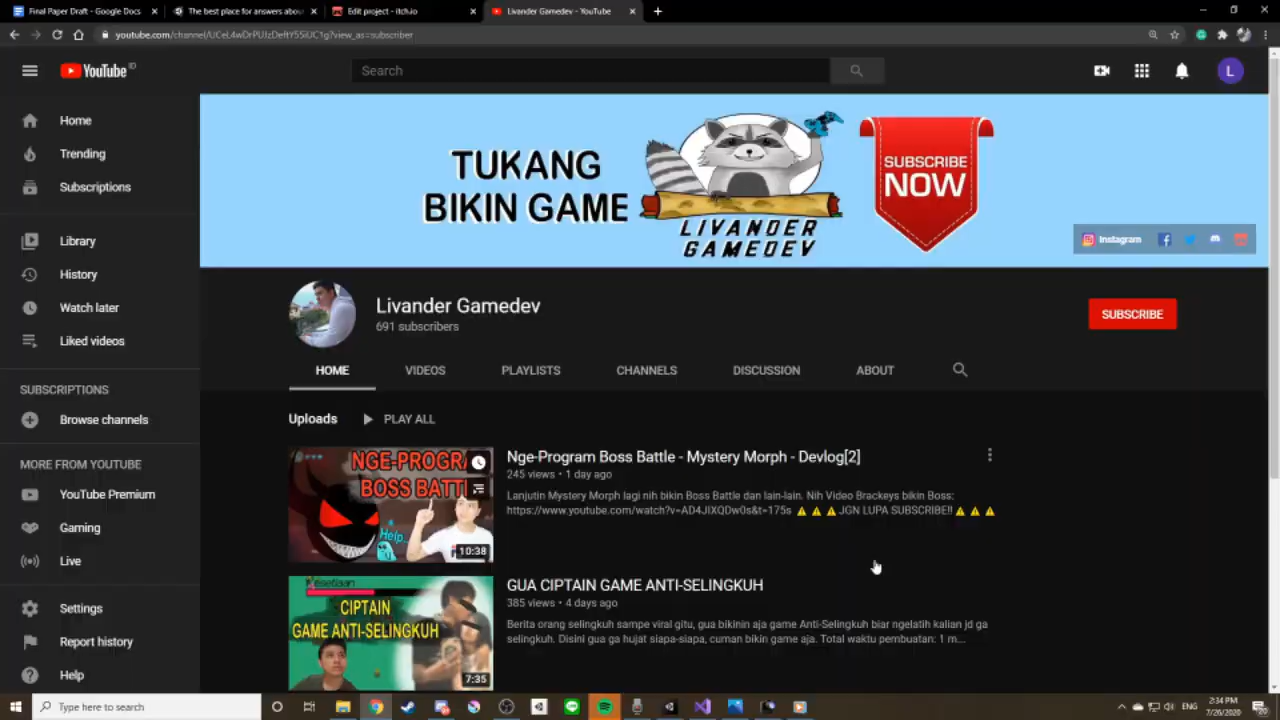 Final Paper Draft - Google Docs
The best place for answers abou
Edit project - itch.io
Livander Gamedev - YouTube
youtube.com/channel/UCeL4wDrPUJzDeftY55iUC1g?view_as=subscriber
YouTube ID
Search
L
Home
Trending
Subscriptions
Library
History
Watch later
Liked videos
SUBSCRIPTIONS
Browse channels
MORE FROM YOUTUBE
YouTube Premium
Gaming
Live
Settings
Report history
Help
TUKANG
BIKIN GAME
LIVANDER
GAMEDEV
SUBSCRIBE
NOW
Instagram
Livander Gamedev
691 subscribers
SUBSCRIBE
HOME VIDEOS PLAYLISTS CHANNELS DISCUSSION ABOUT
Uploads PLAY ALL
NGE-PROGRA
BOSS BATTL
Help..
10:38
Nge-Program Boss Battle - Mystery Morph - Devlog[2]
245 views • 1 day ago
Lanjutin Mystery Morph lagi nih bikin Boss Battle dan lain-lain. Nih Video Brackeys bikin Boss:
https://www.youtube.com/watch?v=AD4JIXQDw0s&t=175s ⚠ ⚠ ⚠ JGN LUPA SUBSCRIBE!! ⚠ ⚠ ⚠
Kesetiaan
CIPTAIN
GAME ANTI-SELINGKUH
7:35
GUA CIPTAIN GAME ANTI-SELINGKUH
385 views • 4 days ago
Berita orang selingkuh sampe viral gitu, gua bikinin aja game Anti-Selingkuh biar ngelatih kalian jd ga
selingkuh. Disini gua ga hujat siapa-siapa, cuman bikin game aja. Total waktu pembuatan: 1 m...
Type here to search
ENG
2:34 PM
7/26/2020